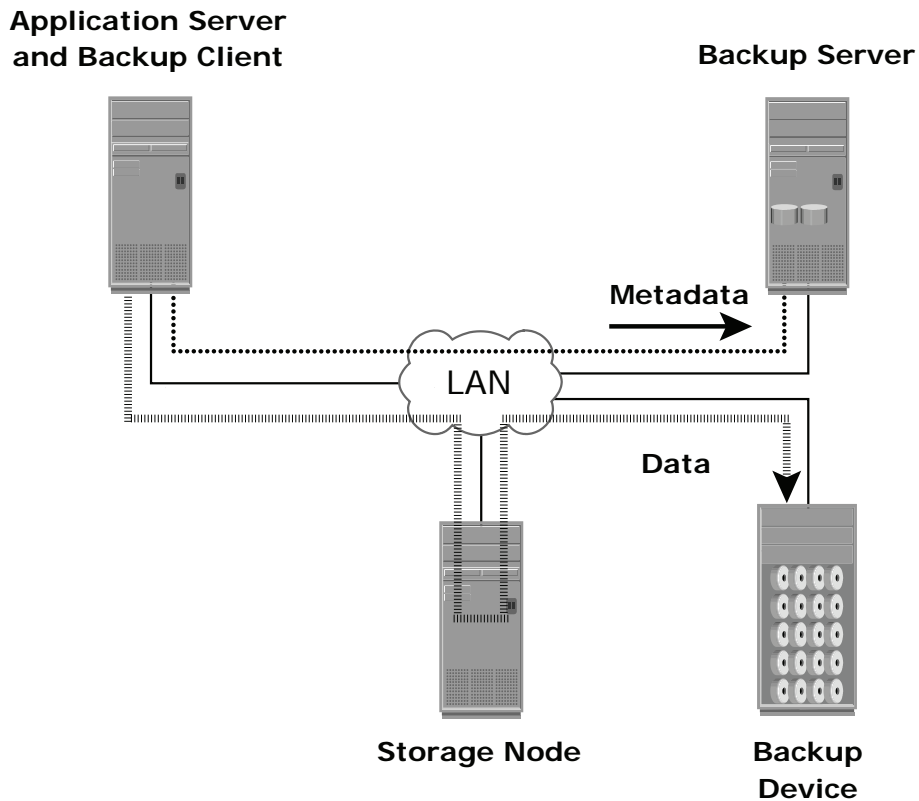 Application Server
and Backup Client
Backup Server
Metadata
LAN
Data
Storage Node
Backup
Device